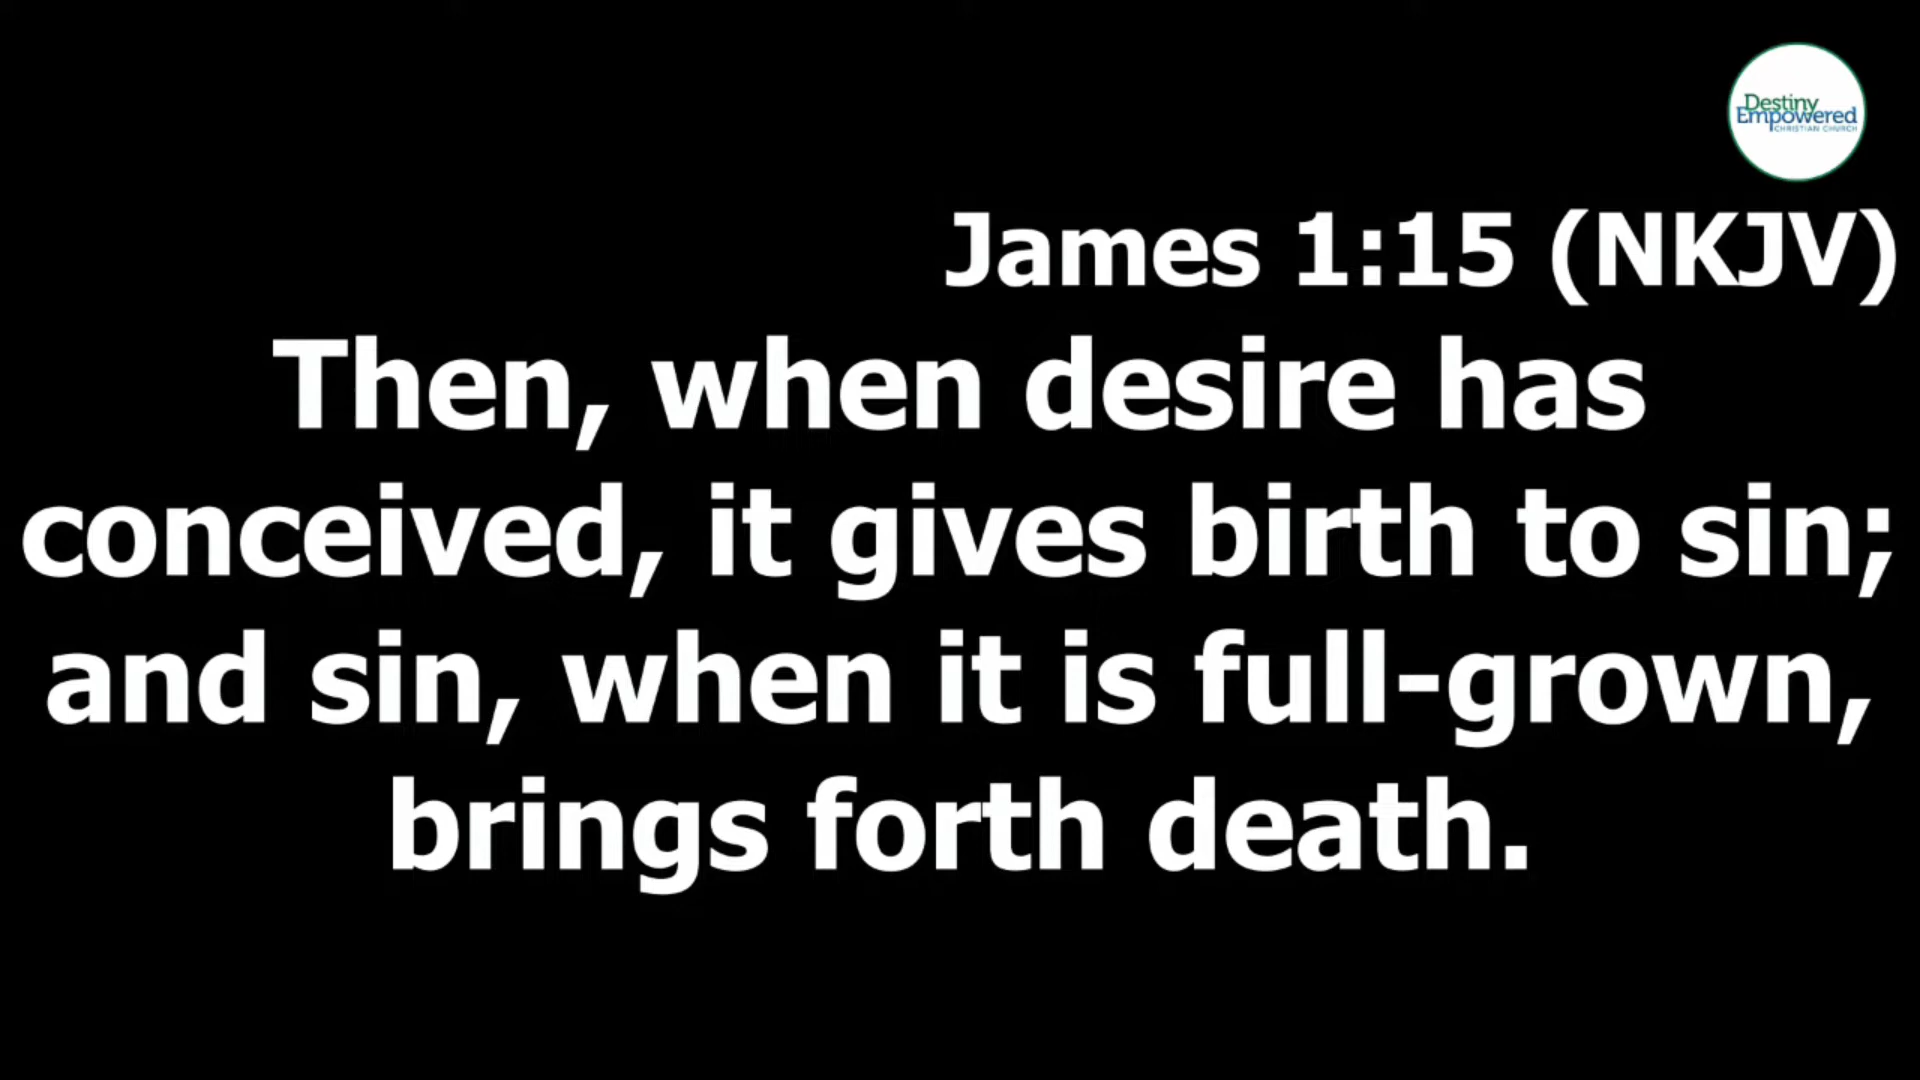 Destiny
Empowered
CHRISTIAN CHURCH
James 1:15 (NKJV)
Then, when desire has
conceived, it gives birth to sin;
and sin, when it is full-grown,
brings forth death.